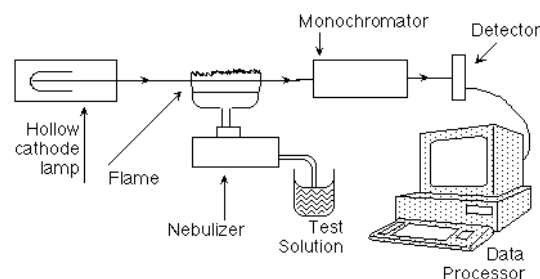 Monochromator
Detector
Hollow
cathode
lamp
Flame
Nebulizer
Test
Solution
Data
Processor